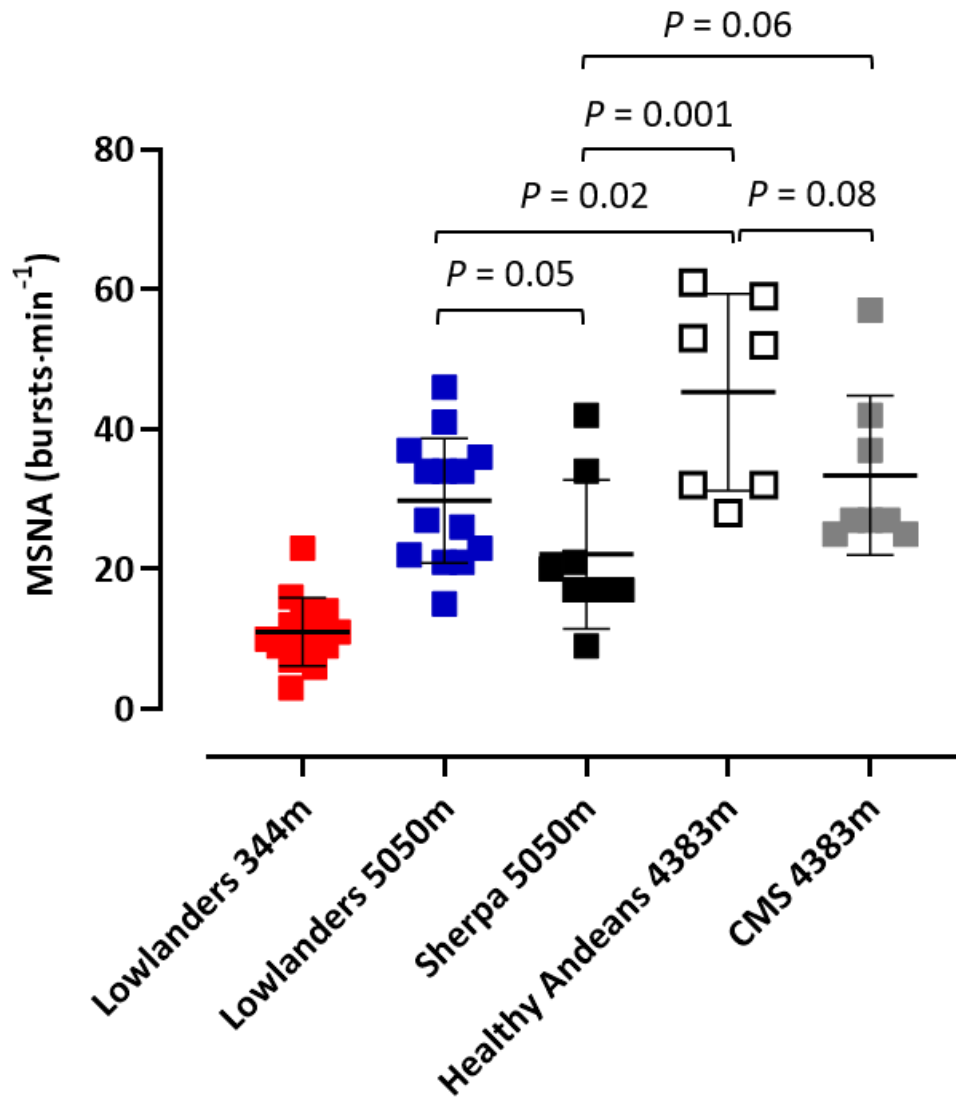 P = 0.06
P = 0.001
P = 0.02
P = 0.08
P = 0.05
MSNA (bursts·min⁻¹)
80
60
40
20
0
Lowlanders 344m
Lowlanders 5050m
Sherpa 5050m
Healthy Andeans 4383m
CMS 4383m